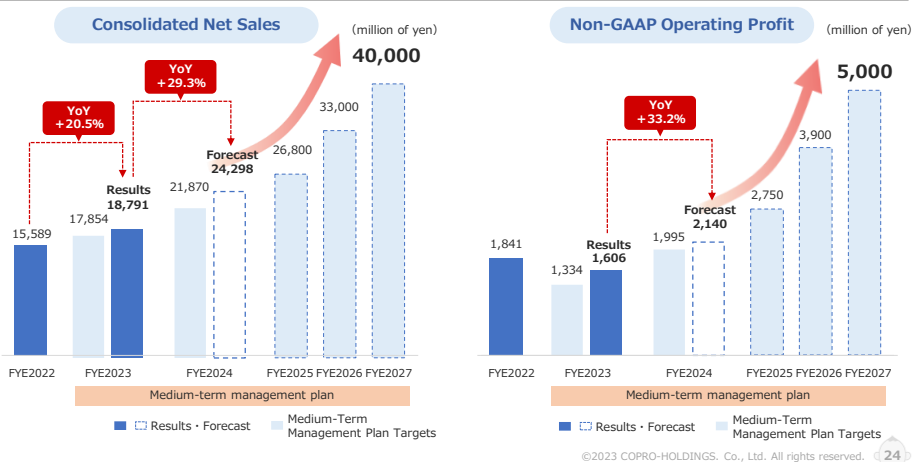 Consolidated Net Sales
(million of yen)
40,000
YoY
+29.3%
YoY
+20.5%
33,000
Forecast
24,298
26,800
Results
18,791
21,870
17,854
15,589
FYE2022
FYE2023
FYE2024
FYE2025
FYE2026
FYE2027
Medium-term management plan
Results・Forecast
Medium-Term
Management Plan Targets
Non-GAAP Operating Profit
(million of yen)
5,000
YoY
+33.2%
3,900
2,750
Forecast
2,140
1,995
Results
1,606
1,841
1,334
FYE2022
FYE2023
FYE2024
FYE2025
FYE2026
FYE2027
Medium-term management plan
Results・Forecast
Medium-Term
Management Plan Targets
©2023 COPRO-HOLDINGS. Co., Ltd. All rights reserved.
24